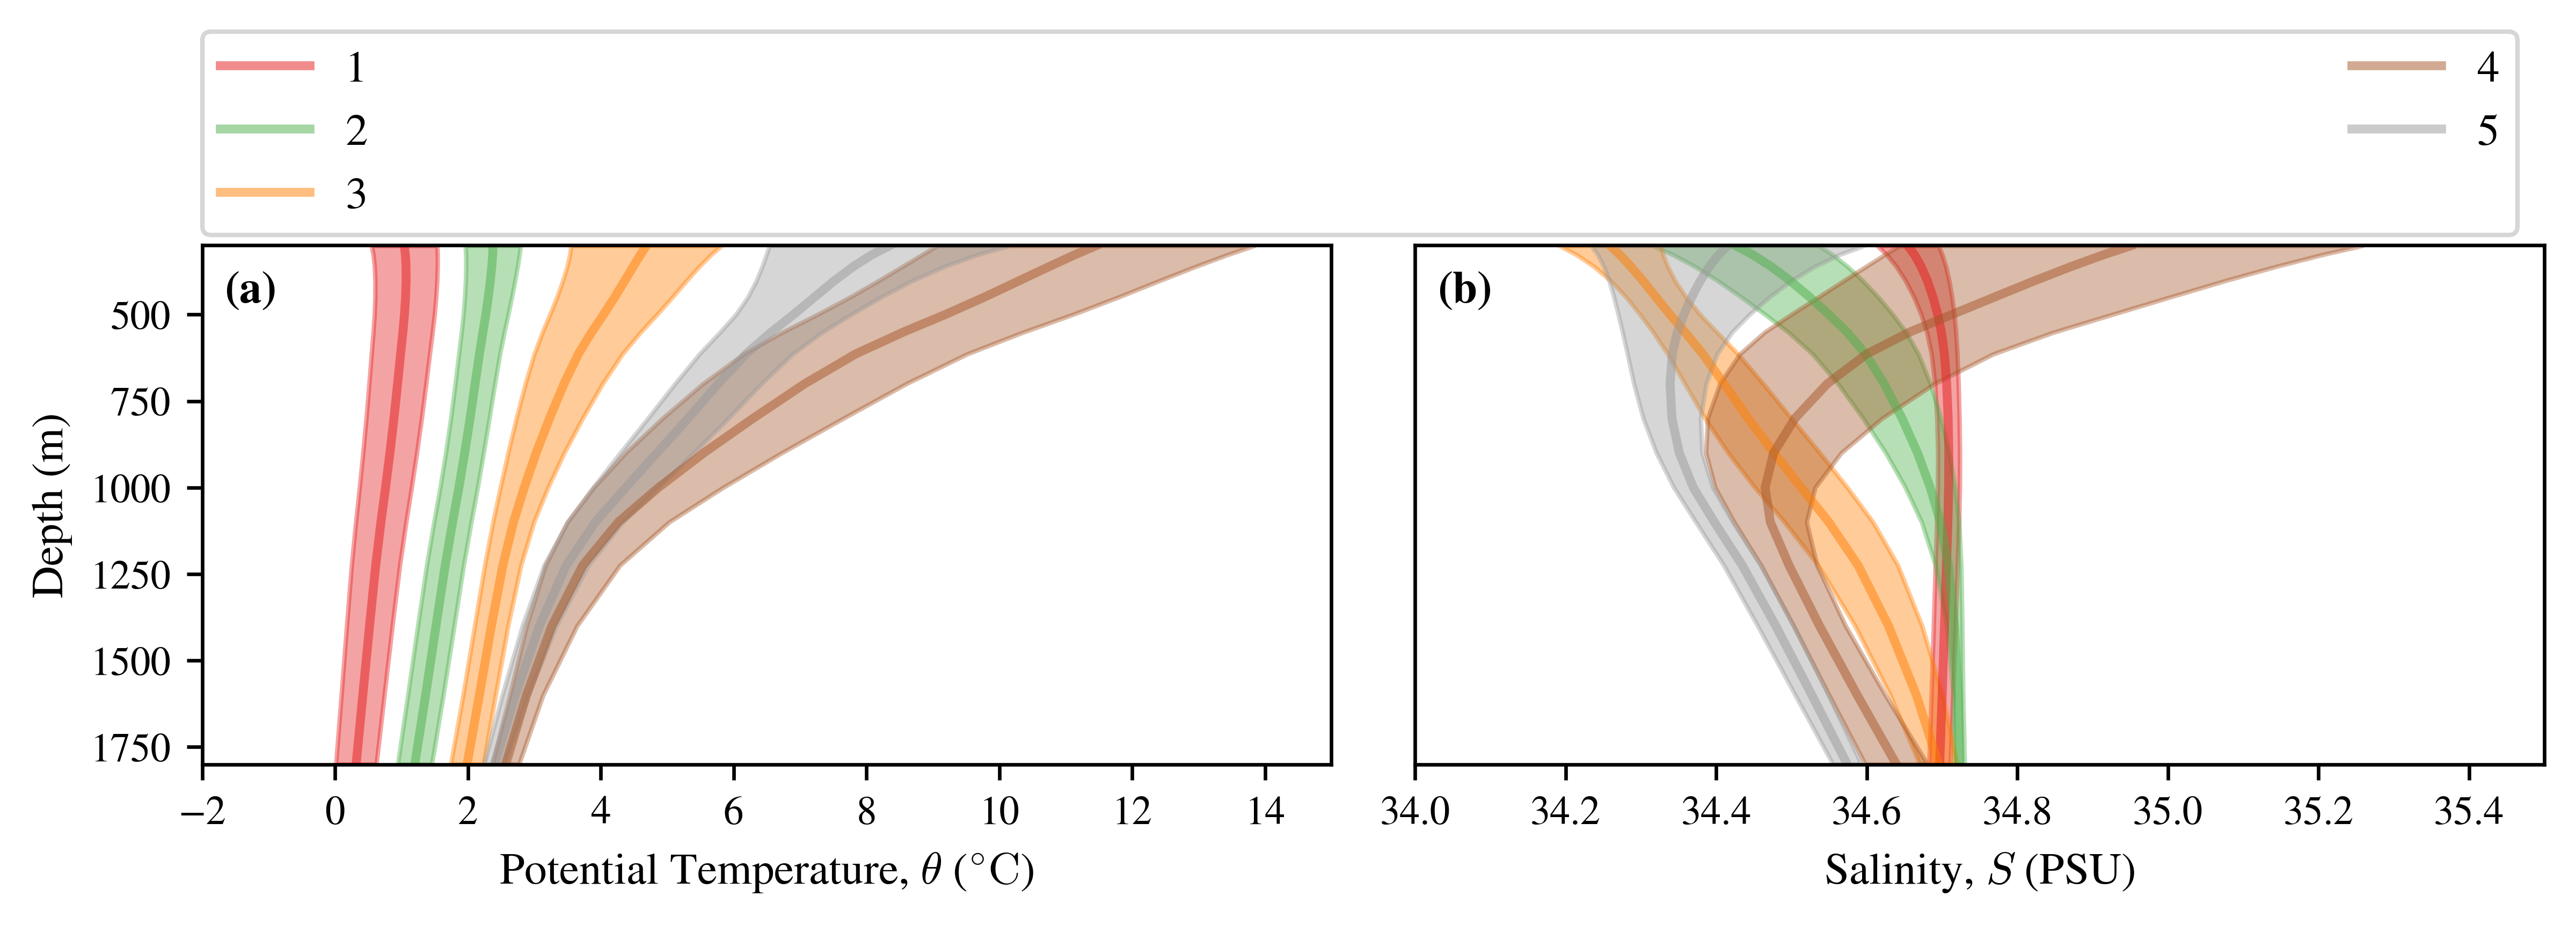 1
2
3
4
5
(a)
500
750
1000
1250
1500
1750
Depth (m)
−2 0 2 4 6 8 10 12 14
Potential Temperature, θ (°C)
(b)
34.0 34.2 34.4 34.6 34.8 35.0 35.2 35.4
Salinity, S (PSU)